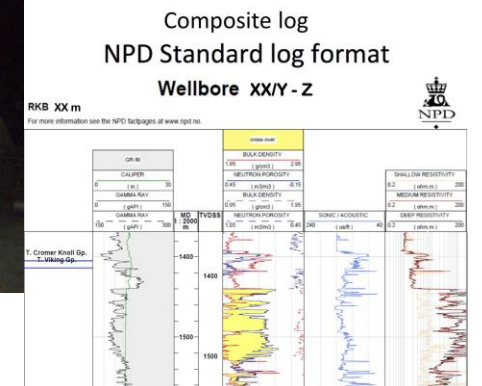 Composite log
NPD Standard log format
Wellbore XX/Y - Z
RKB XX m
NPD
For more information see the NPD factpages at www.npd.no.
cross-over
GR fill
BULK DENSITY
1.95 ( g/cm3 ) 2.95
CALIPER
NEUTRON POROSITY
SHALLOW RESISTIVITY
0 ( in ) 30
0.45 ( m3/m3 ) -0.15
0.2 ( ohm.m ) 200
GAMMA RAY
BULK DENSITY
MEDIUM RESISTIVITY
0 ( gAPI ) 150
0.95 ( g/cm3 ) 1.95
0.2 ( ohm.m ) 200
GAMMA RAY
MD
TVDSS
NEUTRON POROSITY
SONIC / ACOUSTIC
DEEP RESISTIVITY
150 ( gAPI ) 300
1 : 2000
m
1.05 ( m3/m3 ) 0.45
240 ( us/ft ) 40
0.2 ( ohm.m ) 200
T. Cromer Knoll Gp.
T. Viking Gp.
1400
1400
1500
1500